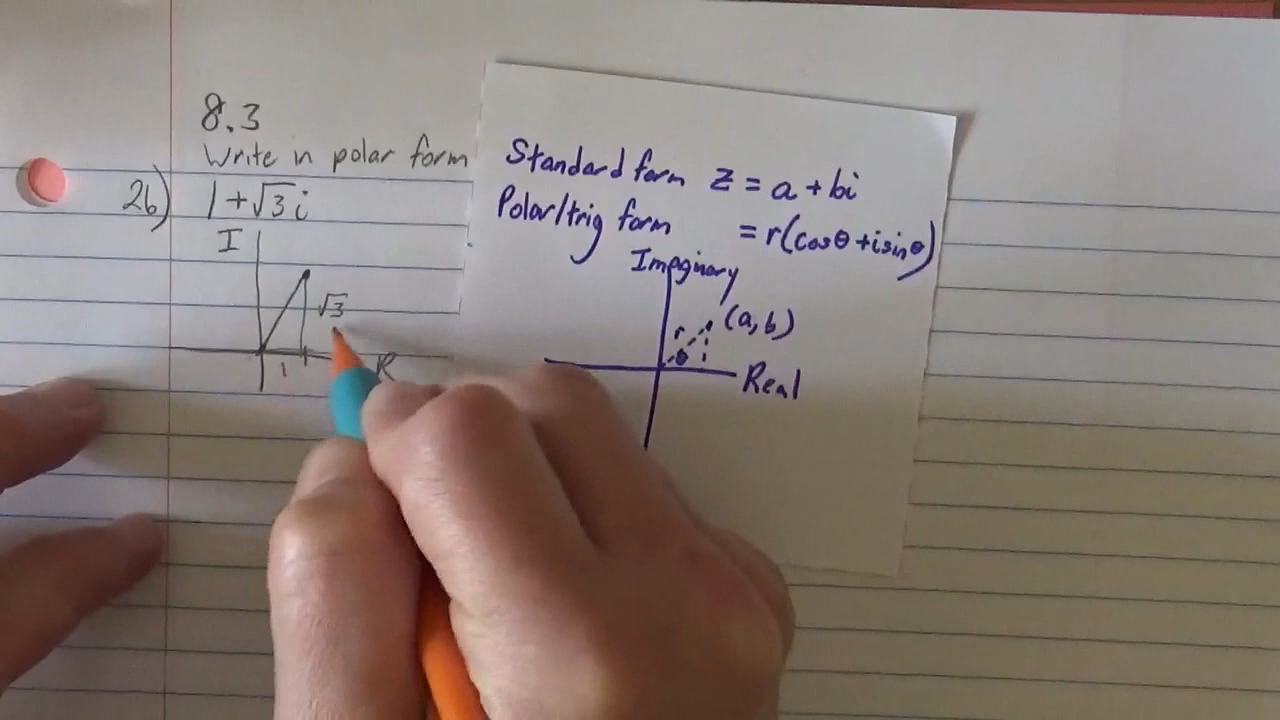 8.3
Write in polar form
26) 1+√3 i
I
√3
1
R
Standard form z = a + bi
Polar/trig form = r(cosθ + isinθ)
Imaginary
r
(a,b)
θ
Real